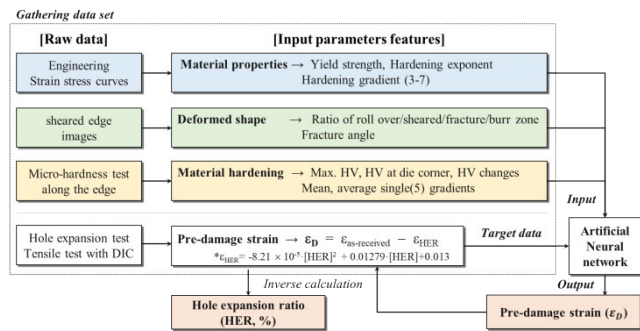 Gathering data set
[Raw data]
[Input parameters features]
Engineering
Strain stress curves
Material properties → Yield strength, Hardening exponent
Hardening gradient (3-7)
sheared edge
images
Deformed shape → Ratio of roll over/sheared/fracture/burr zone
Fracture angle
Micro-hardness test
along the edge
Material hardening → Max. HV, HV at die corner, HV changes
Mean, average single(5) gradients
Input
Hole expansion test
Tensile test with DIC
Pre-damage strain → ε_D = ε_as-received − ε_HER
*ε_HER= -8.21 × 10⁻⁵·[HER]² + 0.01279·[HER]+0.013
Target data
Artificial
Neural
network
Inverse calculation
Output
Hole expansion ratio
(HER, %)
Pre-damage strain (ε_D)